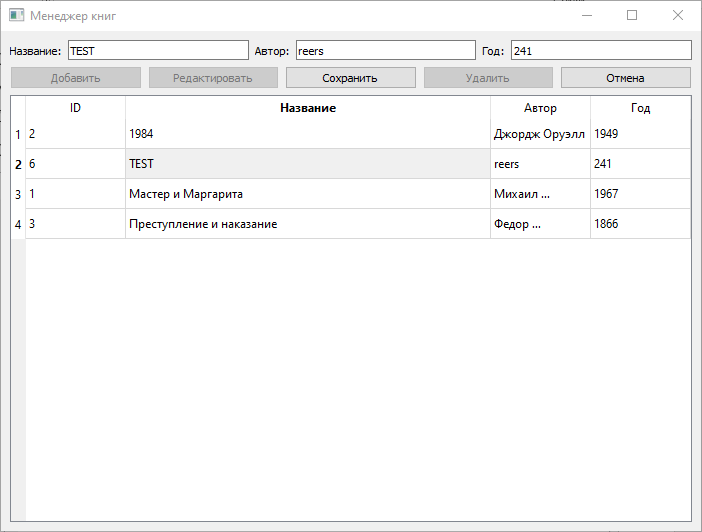 Менеджер книг
Название: TEST Автор: reers Год: 241
Добавить Редактировать Сохранить Удалить Отмена
ID Название Автор Год
1 2 1984 Джордж Оруэлл 1949
2 6 TEST reers 241
3 1 Мастер и Маргарита Михаил ... 1967
4 3 Преступление и наказание Федор ... 1866